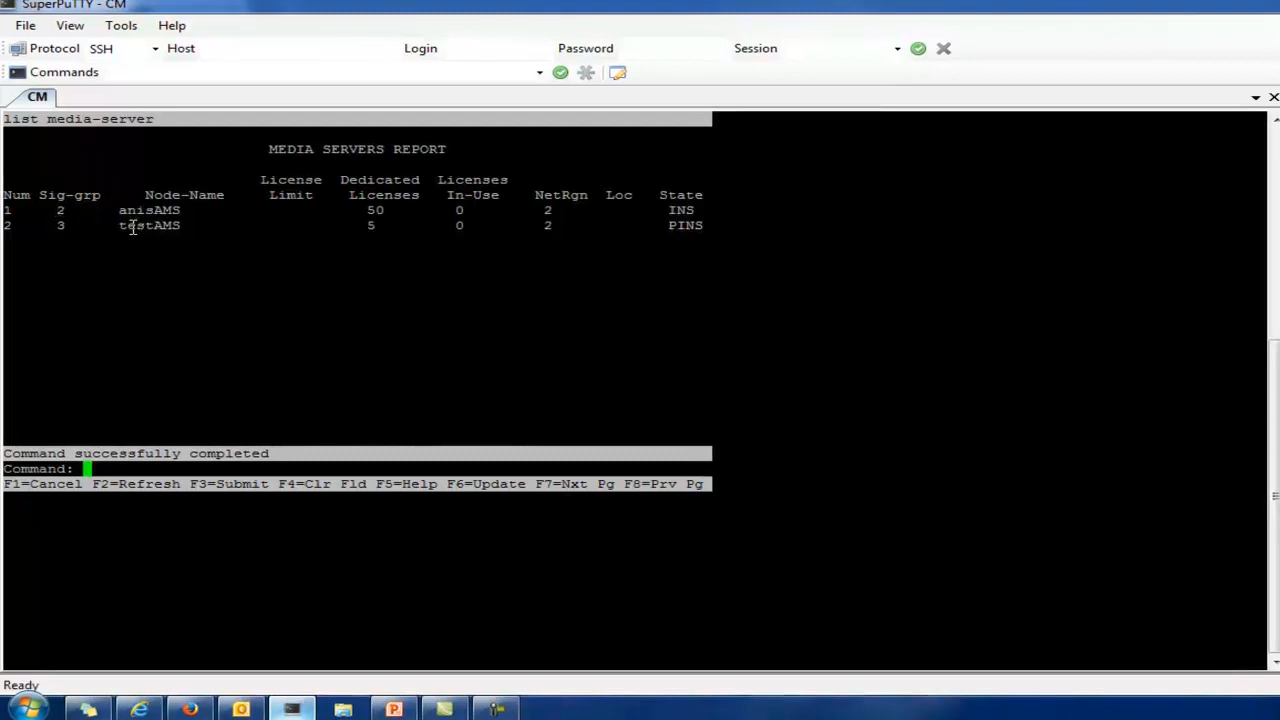 SuperPuTTY - CM
File View Tools Help
Protocol SSH Host Login Password Session
Commands
CM
list media-server
MEDIA SERVERS REPORT
License Dedicated Licenses
Num Sig-grp Node-Name Limit Licenses In-Use NetRgn Loc State
1 2 anisAMS 50 0 2 INS
2 3 testAMS 5 0 2 PINS
Command successfully completed
Command:
F1=Cancel F2=Refresh F3=Submit F4=Clr Fld F5=Help F6=Update F7=Nxt Pg F8=Prv Pg
Ready